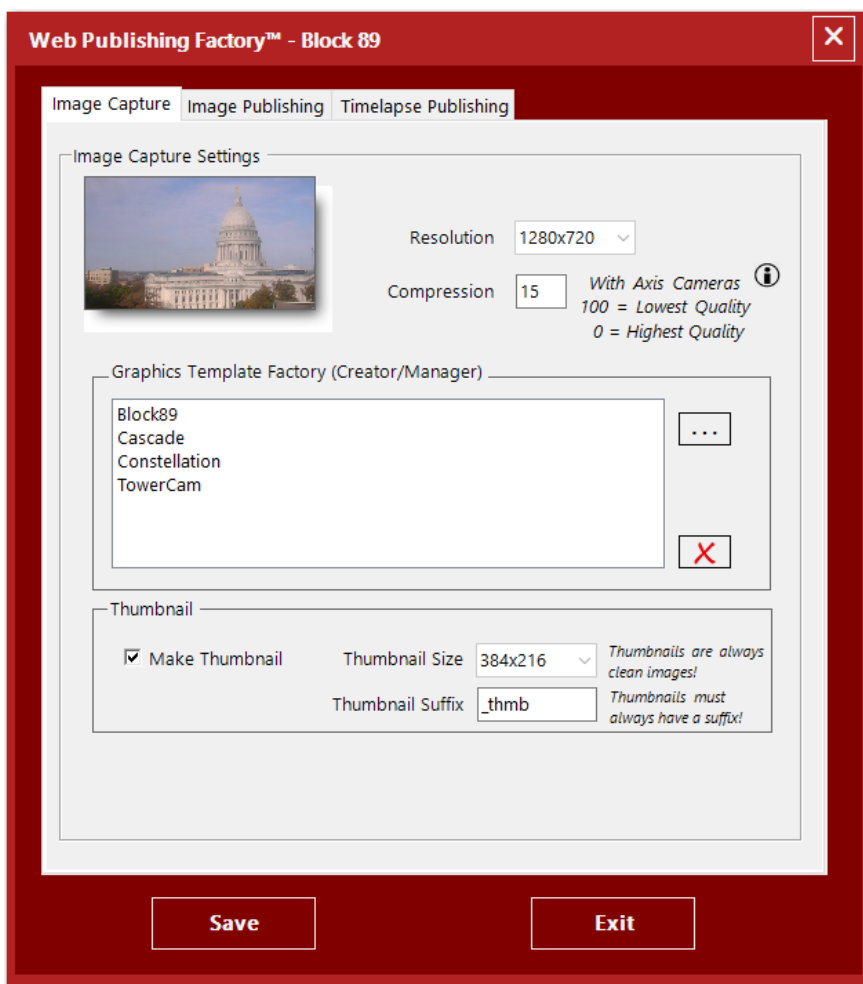 Web Publishing Factory™ - Block 89
Image Capture
Image Publishing
Timelapse Publishing
Image Capture Settings
Resolution
1280x720
Compression
15
With Axis Cameras
100 = Lowest Quality
0 = Highest Quality
Graphics Template Factory (Creator/Manager)
Block89
Cascade
Constellation
TowerCam
...
X
Thumbnail
Make Thumbnail
Thumbnail Size
384x216
Thumbnails are always
clean images!
Thumbnail Suffix
_thmb
Thumbnails must
always have a suffix!
Save
Exit